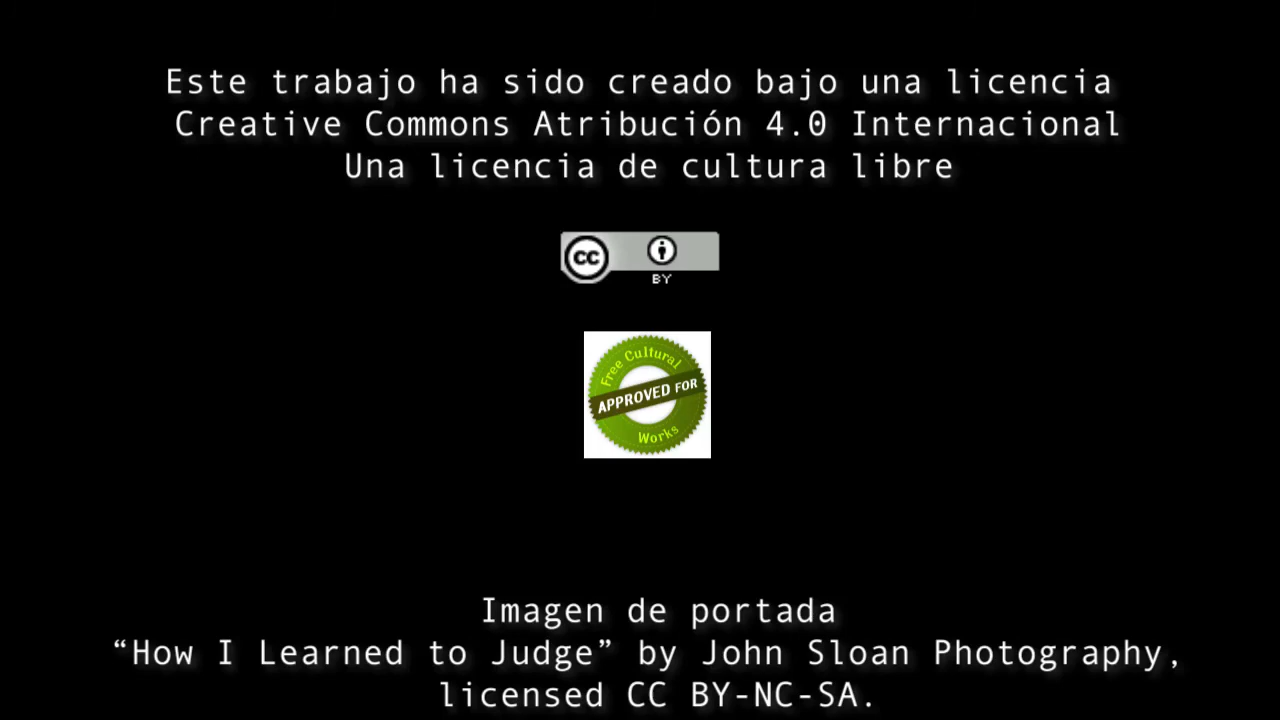 Este trabajo ha sido creado bajo una licencia
Creative Commons Atribución 4.0 Internacional
Una licencia de cultura libre
cc
BY
Free Cultural
APPROVED FOR
Works
Imagen de portada
“How I Learned to Judge” by John Sloan Photography,
licensed CC BY-NC-SA.